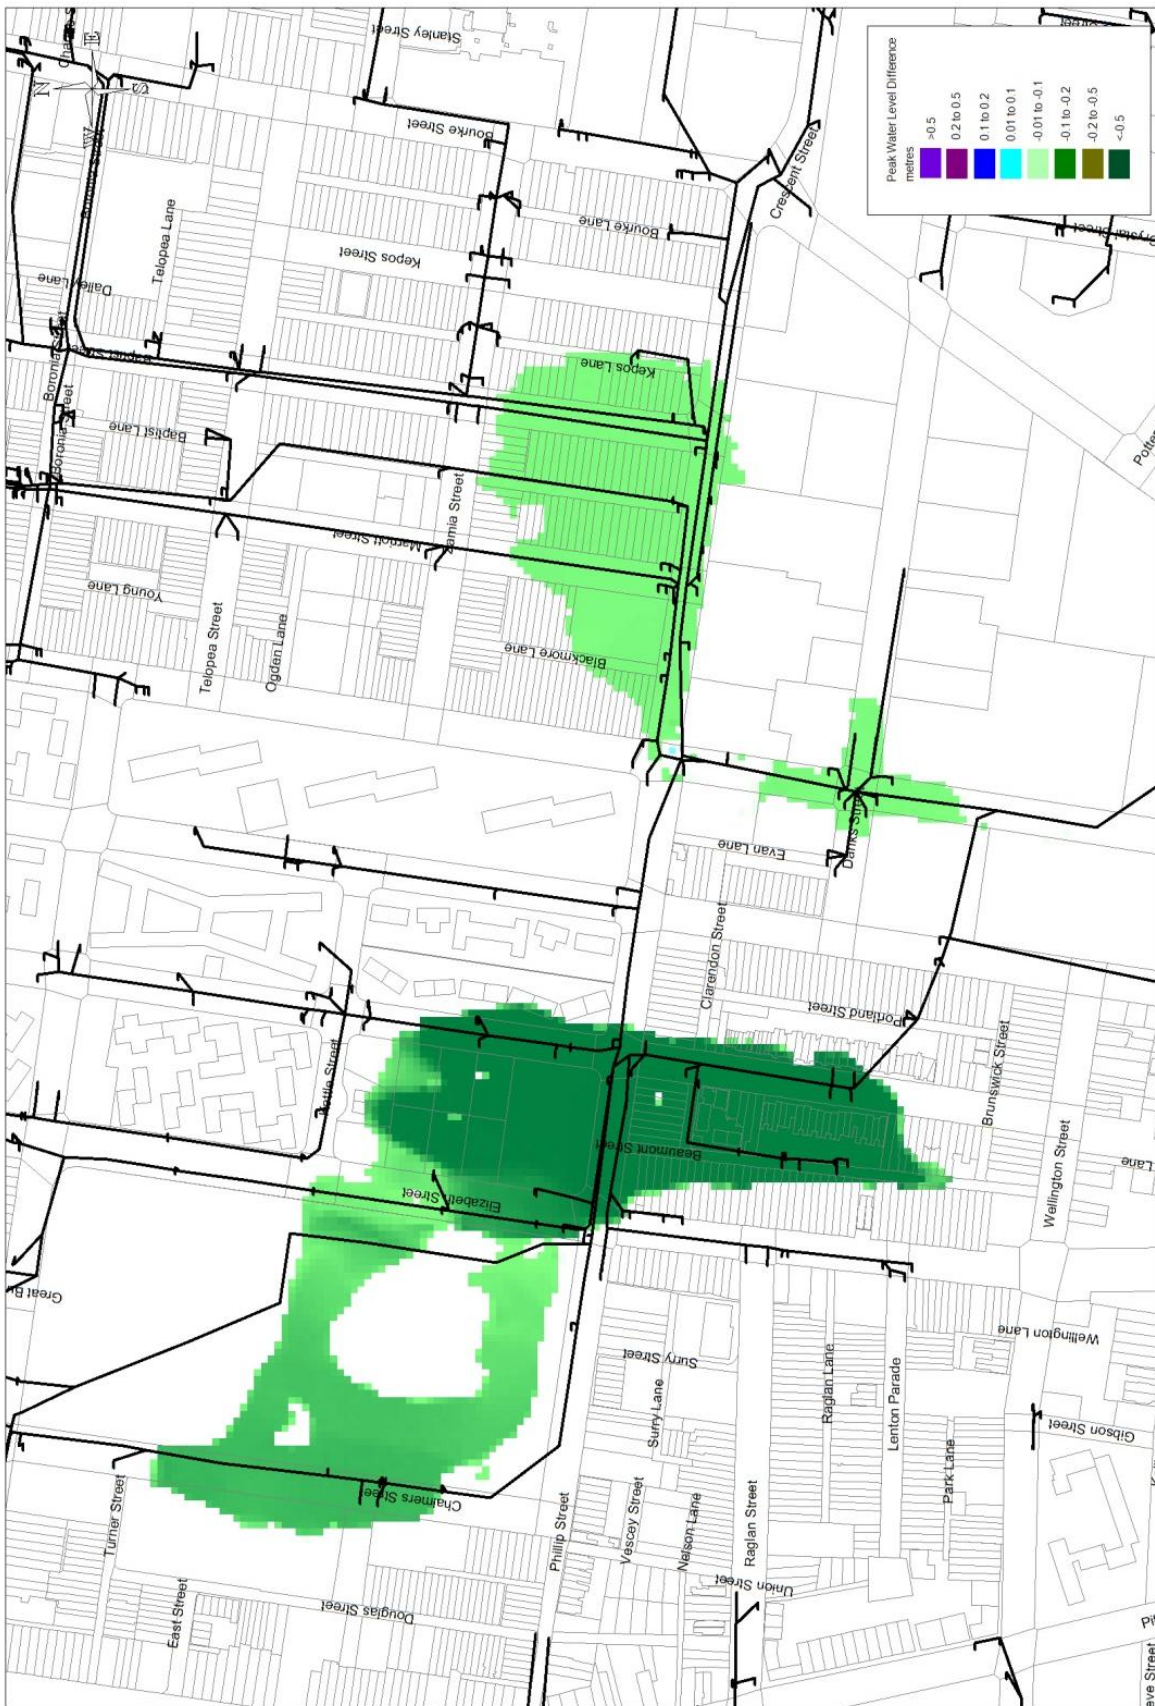 Stanley Street
Bourke Street
Telopea Lane
Kepos Street
Bourke Lane
Crescent Street
Dailey Lane
Boronia Street
Boronia Street
Baptist Lane
Kepos Lane
Marriott Street
Young Lane
Telopea Street
Ogden Lane
Blackmore Lane
Evan Lane
Clarendon Street
Portland Street
Brunswick Street
Wellington Street
Beaumont Street
Elizabeth Street
Chalmers Street
Turner Street
East Street
Douglas Street
Phillip Street
Vescey Street
Nelson Lane
Surry Lane
Surry Street
Raglan Street
Union Street
Raglan Lane
Lenton Parade
Park Lane
Wellington Lane
Gibson Street
N
E
S
W
Peak Water Level Difference
metres
>0.5
0.2 to 0.5
0.1 to 0.2
0.01 to 0.1
-0.01 to -0.1
-0.1 to -0.2
-0.2 to -0.5
<-0.5